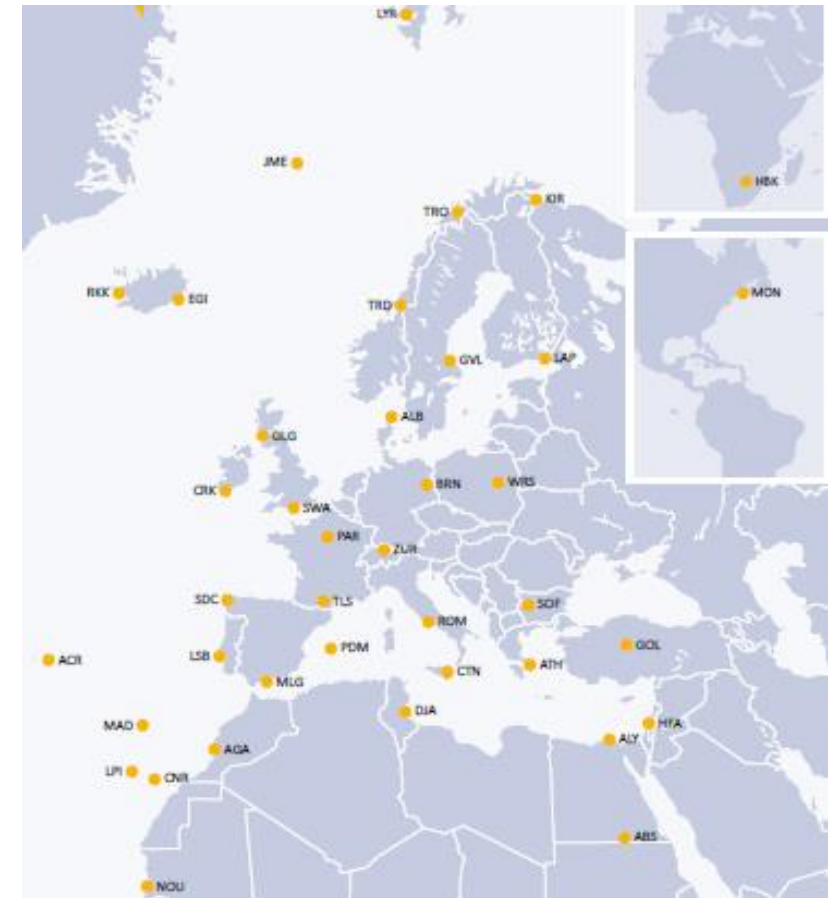 LYR
HBK
JME
KIR
TRO
RKK
EGI
MON
TRD
GVL
LAP
ALB
GLG
CRK
BRN
WRS
SWA
PAR
ZUR
SDC
TLS
SOF
ROM
GOL
PDM
ACR
LSB
CTN
ATH
MLG
DJA
MAD
HFA
ALY
AGA
LPI
CNR
ABS
NOU